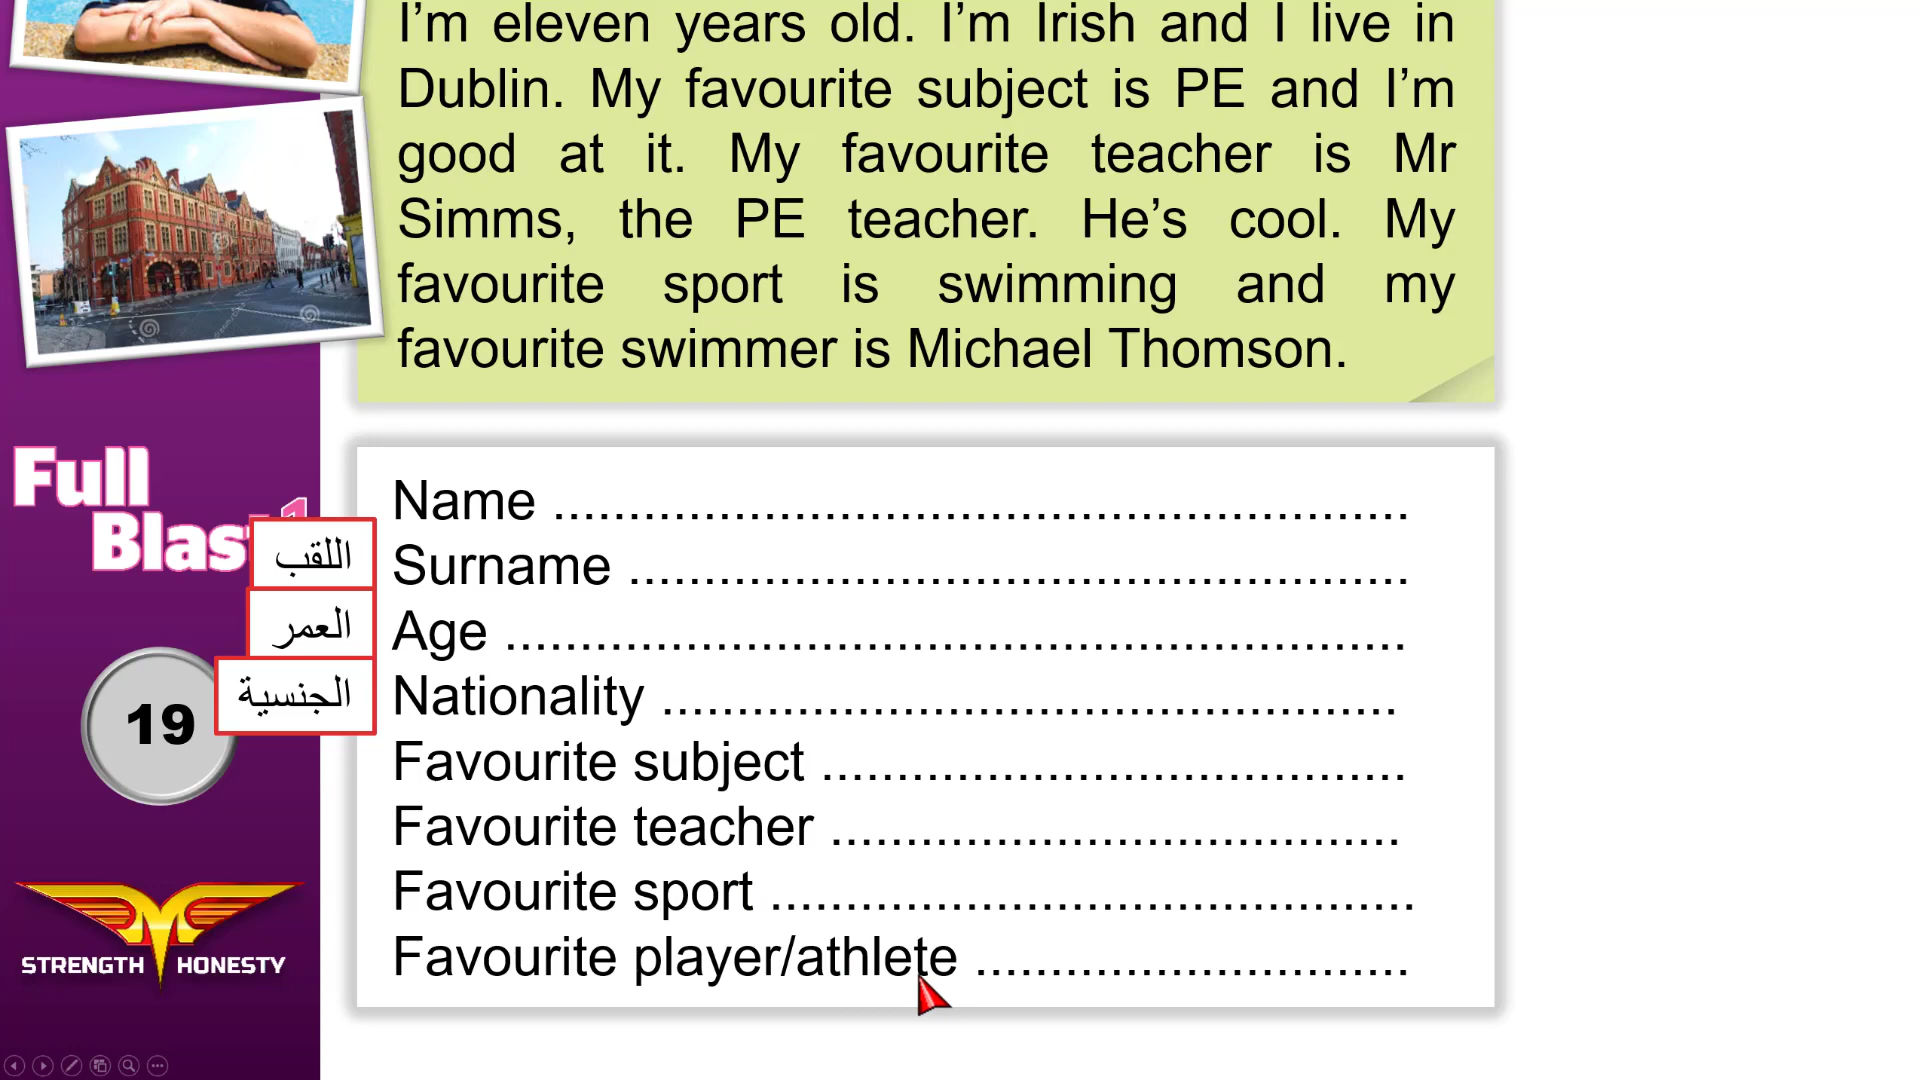 I’m eleven years old. I’m Irish and I live in
Dublin. My favourite subject is PE and I’m
good at it. My favourite teacher is Mr
Simms, the PE teacher. He’s cool. My
favourite sport is swimming and my
favourite swimmer is Michael Thomson.
Full
Blast 1
19
STRENGTH HONESTY
Name .........................................................
اللقب
Surname ....................................................
العمر
Age ............................................................
الجنسية
Nationality .................................................
Favourite subject .......................................
Favourite teacher ......................................
Favourite sport ...........................................
Favourite player/athlete .............................